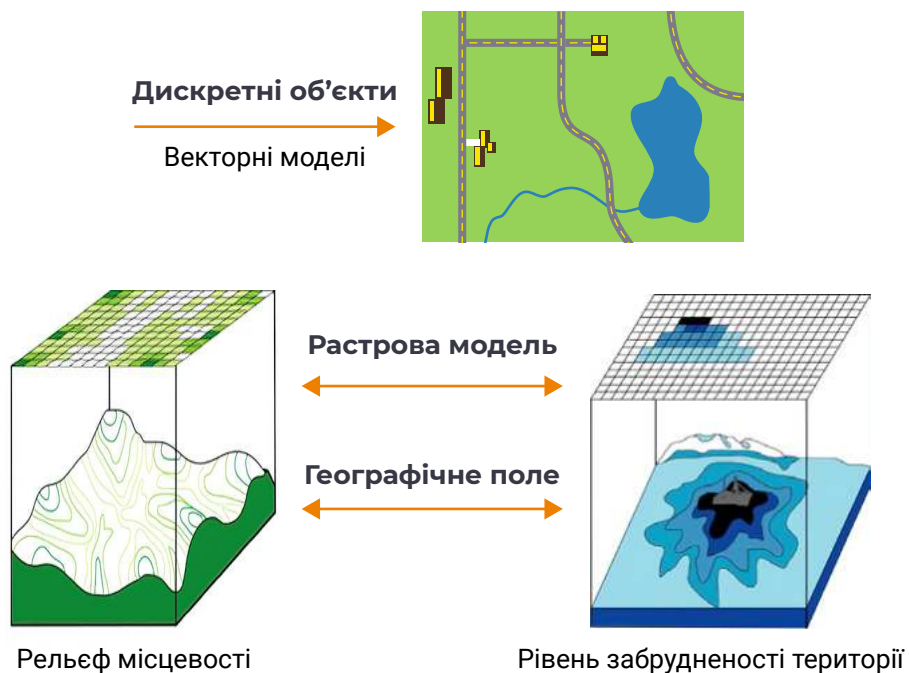 Дискретні об’єкти
Векторні моделі
Растрова модель
Географічне поле
Рельєф місцевості
Рівень забрудненості території